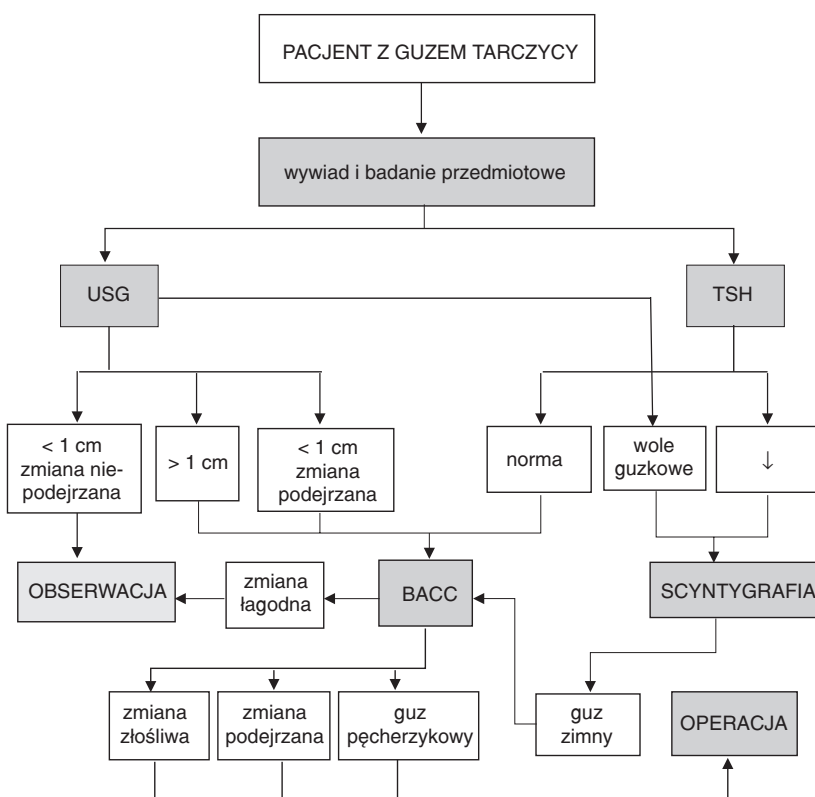 PACJENT Z GUZEM TARCZYCY
wywiad i badanie przedmiotowe
USG
TSH
< 1 cm
zmiana nie-
podejrzana
> 1 cm
< 1 cm
zmiana
podejrzana
norma
wole
guzkowe
↓
OBSERWACJA
zmiana
łagodna
BACC
SCYNTYGRAFIA
zmiana
złośliwa
zmiana
podejrzana
guz
pęcherzykowy
guz
zimny
OPERACJA